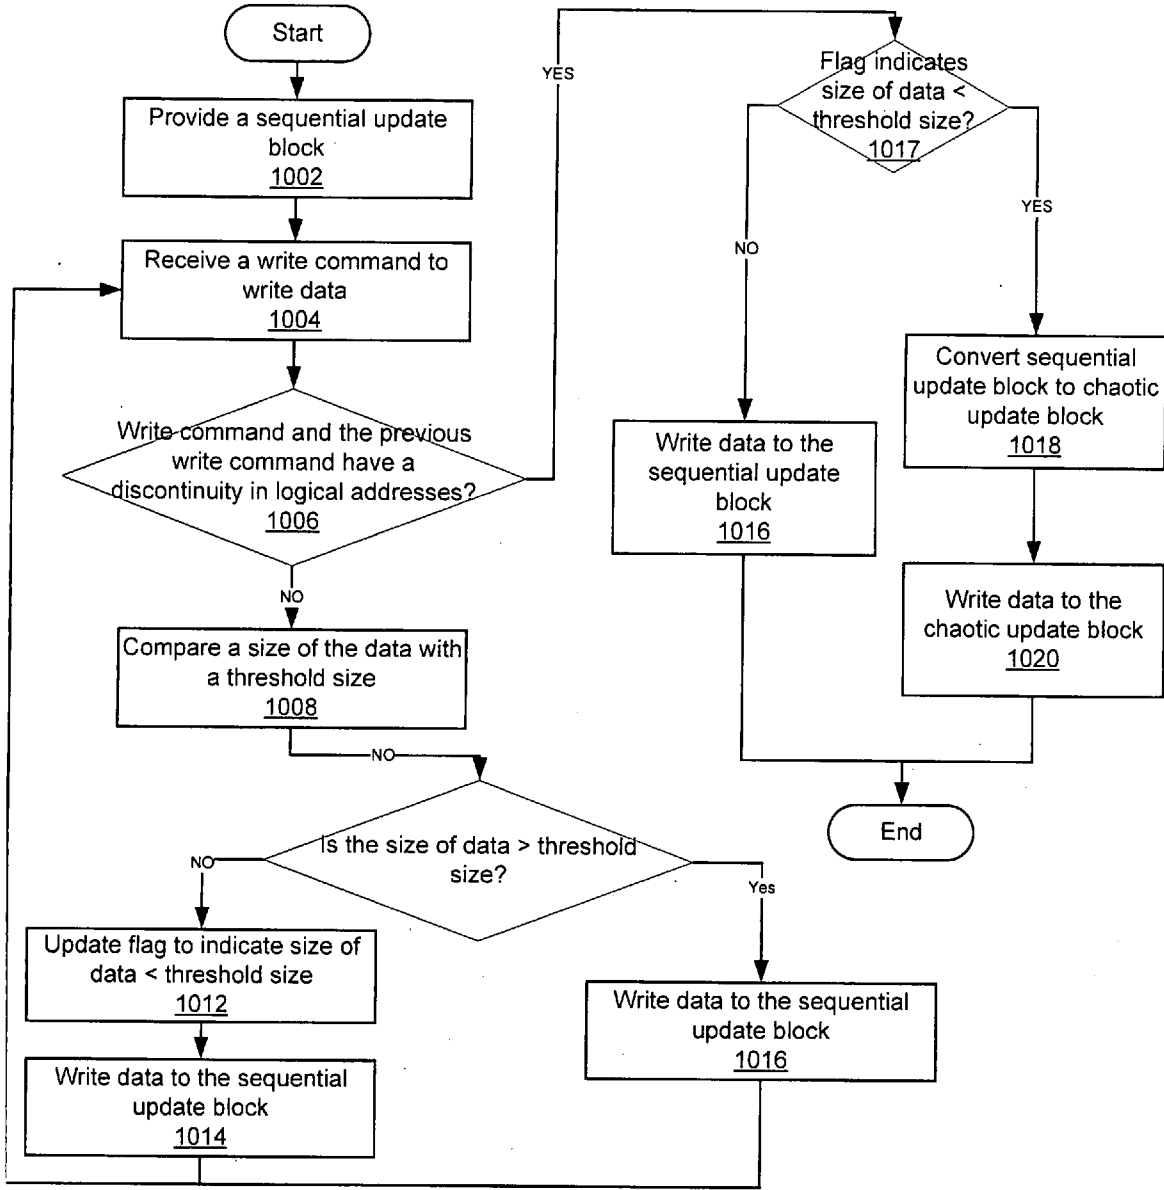 Start
Provide a sequential update
block
1002
Receive a write command to
write data
1004
Write command and the previous
write command have a
discontinuity in logical addresses?
1006
YES
NO
Compare a size of the data with
a threshold size
1008
NO
Is the size of data > threshold
size?
NO
Yes
Update flag to indicate size of
data < threshold size
1012
Write data to the sequential
update block
1014
Write data to the sequential
update block
1016
Flag indicates
size of data <
threshold size?
1017
NO
YES
Write data to the
sequential update
block
1016
Convert sequential
update block to chaotic
update block
1018
Write data to the
chaotic update block
1020
End